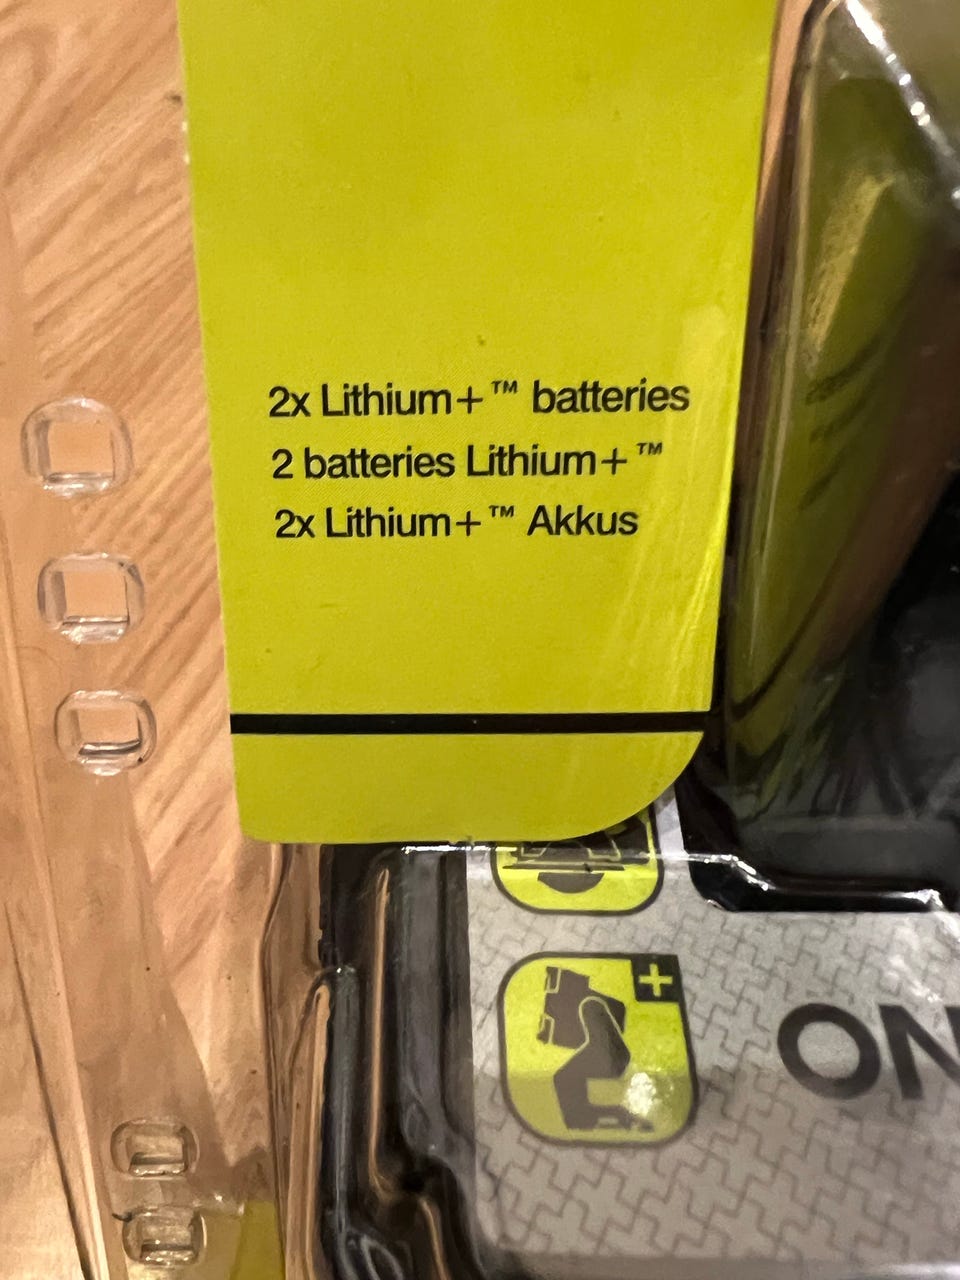 2x Lithium+™ batteries
2 batteries Lithium+™
2x Lithium+™ Akkus
+
ON